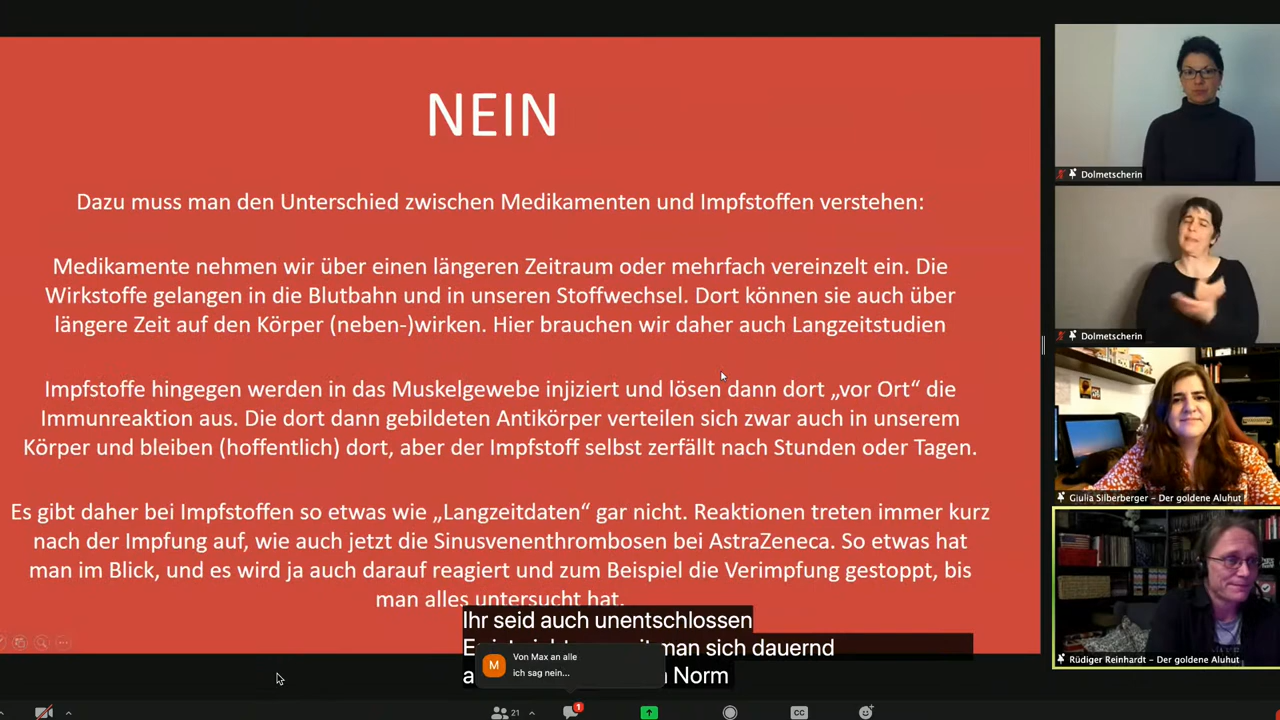 NEIN
Dazu muss man den Unterschied zwischen Medikamenten und Impfstoffen verstehen:
Medikamente nehmen wir über einen längeren Zeitraum oder mehrfach vereinzelt ein. Die
Wirkstoffe gelangen in die Blutbahn und in unseren Stoffwechsel. Dort können sie auch über
längere Zeit auf den Körper (neben-)wirken. Hier brauchen wir daher auch Langzeitstudien
Impfstoffe hingegen werden in das Muskelgewebe injiziert und lösen dann dort „vor Ort“ die
Immunreaktion aus. Die dort dann gebildeten Antikörper verteilen sich zwar auch in unserem
Körper und bleiben (hoffentlich) dort, aber der Impfstoff selbst zerfällt nach Stunden oder Tagen.
Es gibt daher bei Impfstoffen so etwas wie „Langzeitdaten“ gar nicht. Reaktionen treten immer kurz
nach der Impfung auf, wie auch jetzt die Sinusvenenthrombosen bei AstraZeneca. So etwas hat
man im Blick, und es wird ja auch darauf reagiert und zum Beispiel die Verimpfung gestoppt, bis
man alles untersucht hat.
Ihr seid auch unentschlossen
man sich dauernd
Norm
M
Von Max an alle
ich sag nein...
Dolmetscherin
Dolmetscherin
Giulia Silberberger - Der goldene Aluhut
Rüdiger Reinhardt - Der goldene Aluhut
21
1
CC